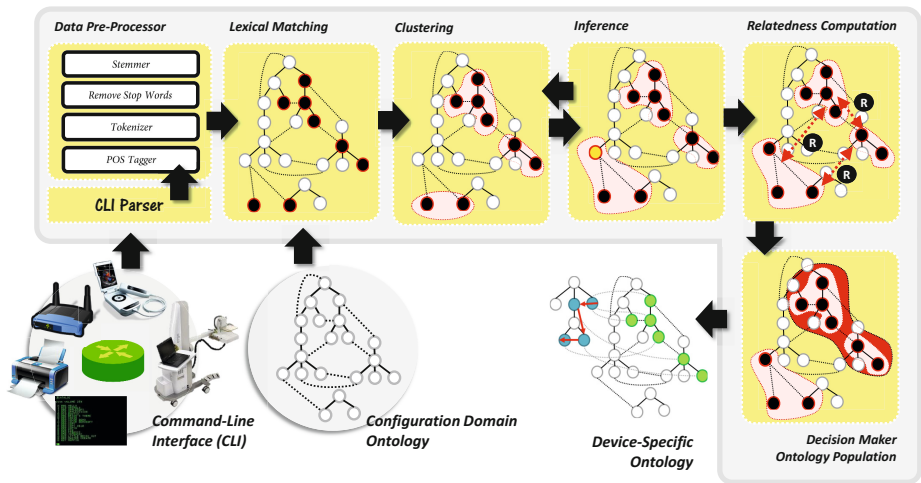 Data Pre-Processor
Lexical Matching
Clustering
Inference
Relatedness Computation
Stemmer
Remove Stop Words
Tokenizer
POS Tagger
CLI Parser
R
R
R
Command-Line
Interface (CLI)
Configuration Domain
Ontology
Device-Specific
Ontology
Decision Maker
Ontology Population